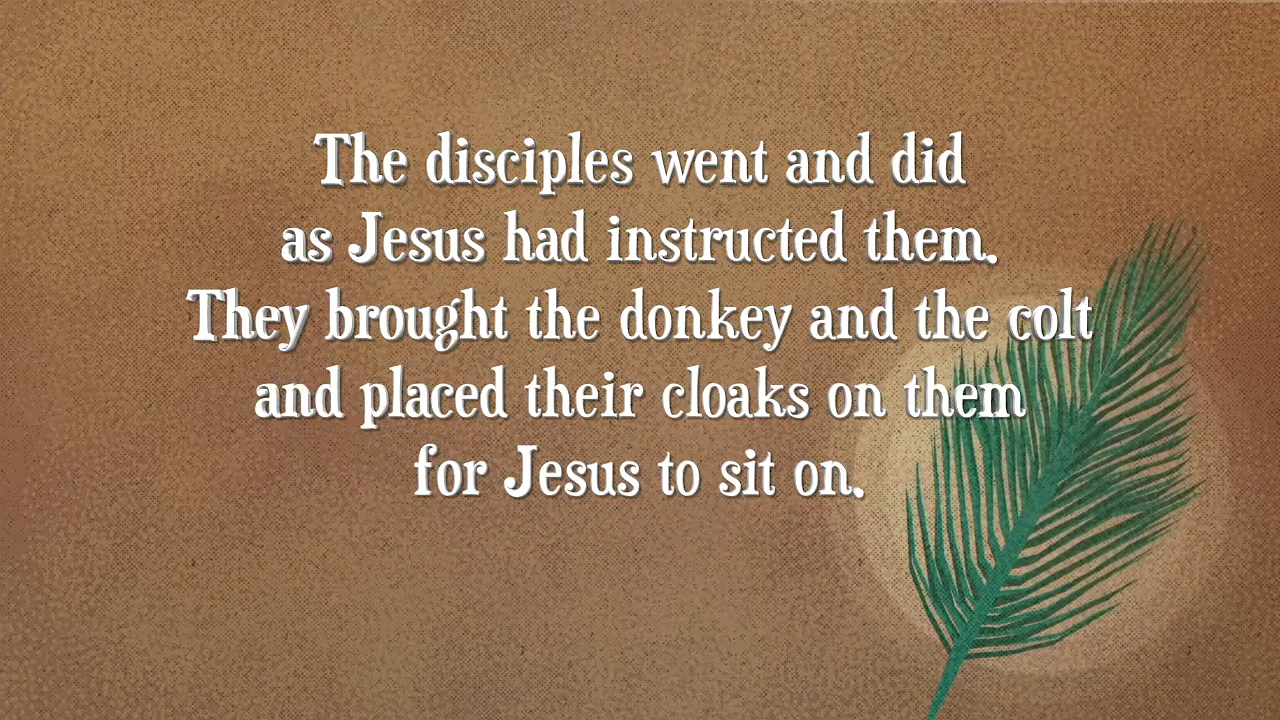 The disciples went and did
as Jesus had instructed them.
They brought the donkey and the colt
and placed their cloaks on them
for Jesus to sit on.